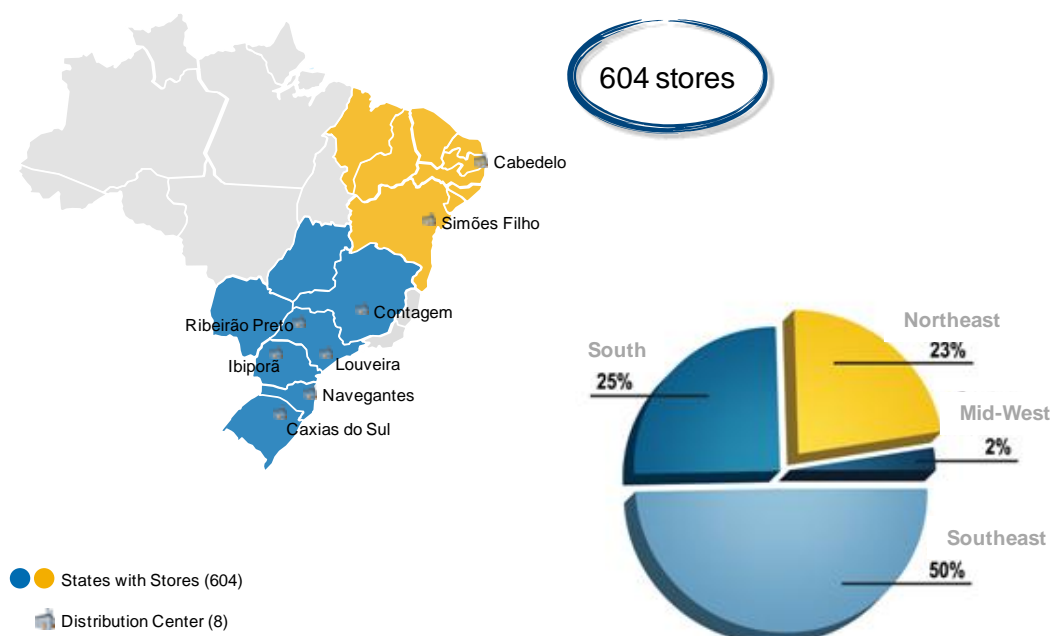 604 stores
Cabedelo
Simões Filho
Contagem
Ribeirão Preto
Ibiporã
Louveira
Navegantes
Caxias do Sul
Northeast
23%
South
25%
Mid-West
2%
Southeast
50%
States with Stores (604)
Distribution Center (8)